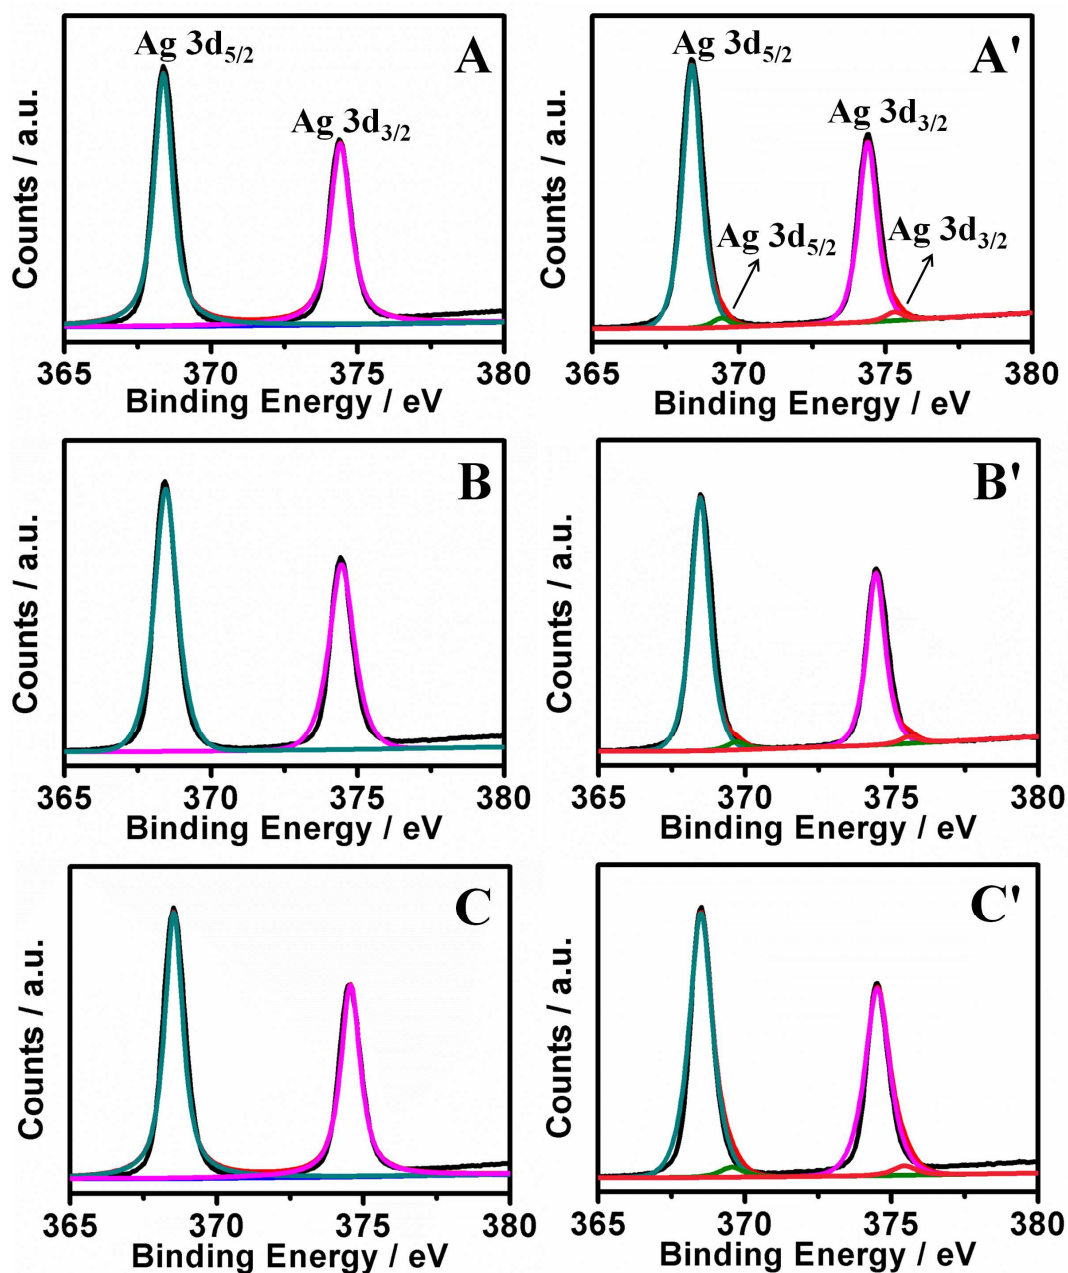 Ag 3d5/2
A
Ag 3d3/2
Counts / a.u.
365 370 375 380
Binding Energy / eV
Ag 3d5/2
A'
Ag 3d3/2
Ag 3d5/2
Ag 3d3/2
Counts / a.u.
365 370 375 380
Binding Energy / eV
B
Counts / a.u.
365 370 375 380
Binding Energy / eV
B'
Counts / a.u.
365 370 375 380
Binding Energy / eV
C
Counts / a.u.
365 370 375 380
Binding Energy / eV
C'
Counts / a.u.
365 370 375 380
Binding Energy / eV